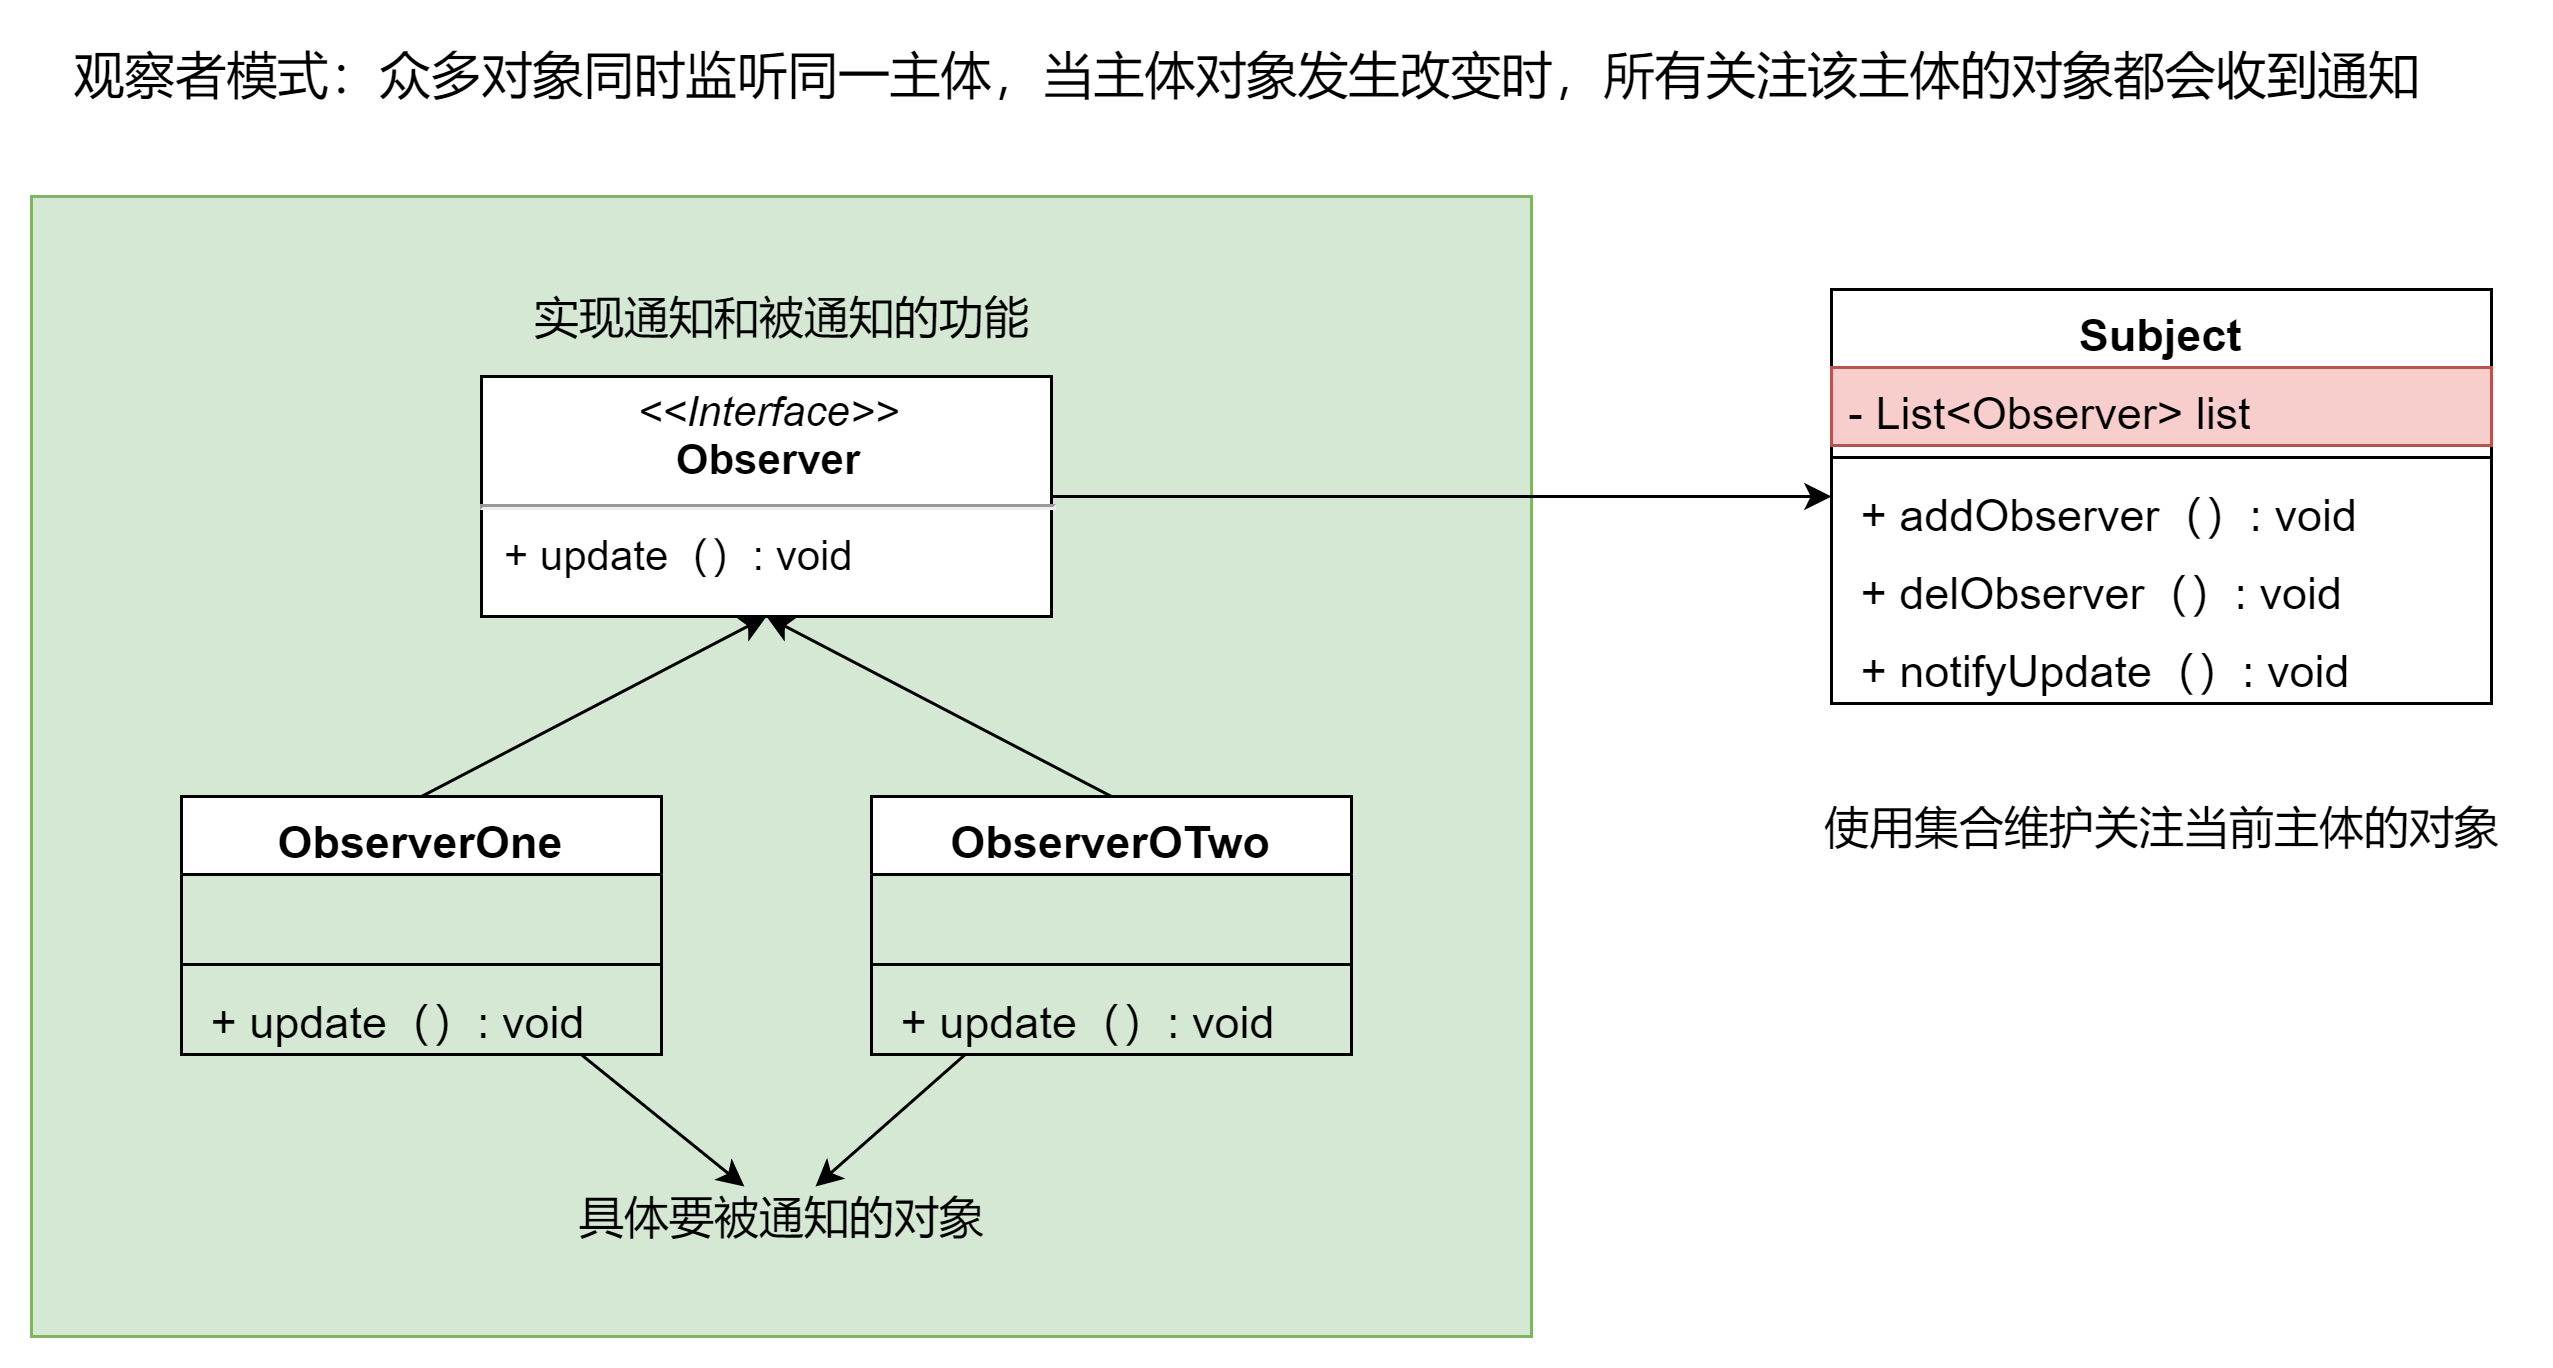 观察者模式：众多对象同时监听同一主体，当主体对象发生改变时，所有关注该主体的对象都会收到通知
实现通知和被通知的功能
<<Interface>>
Observer
+ update（）: void
Subject
- List<Observer> list
+ addObserver（）: void
+ delObserver（）: void
+ notifyUpdate（）: void
使用集合维护关注当前主体的对象
ObserverOne
+ update（）: void
ObserverOTwo
+ update（）: void
具体要被通知的对象